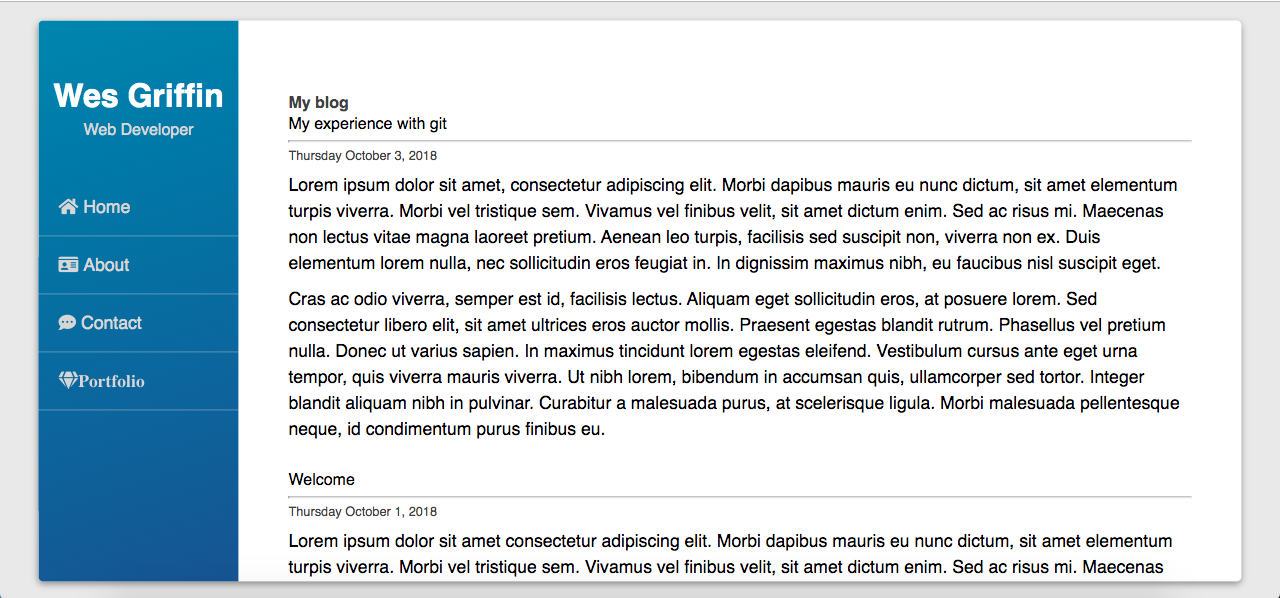 Wes Griffin
Web Developer
Home
About
Contact
Portfolio
My blog
My experience with git
Thursday October 3, 2018
Lorem ipsum dolor sit amet, consectetur adipiscing elit. Morbi dapibus mauris eu nunc dictum, sit amet elementum
turpis viverra. Morbi vel tristique sem. Vivamus vel finibus velit, sit amet dictum enim. Sed ac risus mi. Maecenas
non lectus vitae magna laoreet pretium. Aenean leo turpis, facilisis sed suscipit non, viverra non ex. Duis
elementum lorem nulla, nec sollicitudin eros feugiat in. In dignissim maximus nibh, eu faucibus nisl suscipit eget.
Cras ac odio viverra, semper est id, facilisis lectus. Aliquam eget sollicitudin eros, at posuere lorem. Sed
consectetur libero elit, sit amet ultrices eros auctor mollis. Praesent egestas blandit rutrum. Phasellus vel pretium
nulla. Donec ut varius sapien. In maximus tincidunt lorem egestas eleifend. Vestibulum cursus ante eget urna
tempor, quis viverra mauris viverra. Ut nibh lorem, bibendum in accumsan quis, ullamcorper sed tortor. Integer
blandit aliquam nibh in pulvinar. Curabitur a malesuada purus, at scelerisque ligula. Morbi malesuada pellentesque
neque, id condimentum purus finibus eu.
Welcome
Thursday October 1, 2018
Lorem ipsum dolor sit amet consectetur adipiscing elit. Morbi dapibus mauris eu nunc dictum, sit amet elementum
turpis viverra. Morbi vel tristique sem. Vivamus vel finibus velit, sit amet dictum enim. Sed ac risus mi. Maecenas